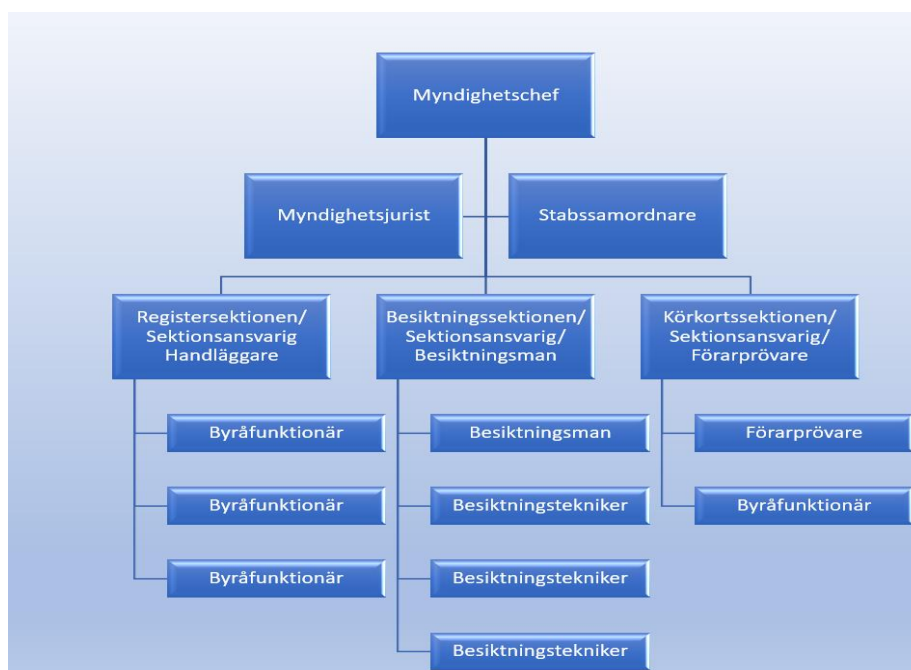 Myndighetschef
Myndighetsjurist
Stabssamordnare
Registersektionen/
Sektionsansvarig
Handläggare
Besiktningssektionen/
Sektionsansvarig/
Besiktningsman
Körkortssektionen/
Sektionsansvarig/
Förarprövare
Byråfunktionär
Byråfunktionär
Byråfunktionär
Besiktningsman
Besiktningstekniker
Besiktningstekniker
Besiktningstekniker
Förarprövare
Byråfunktionär